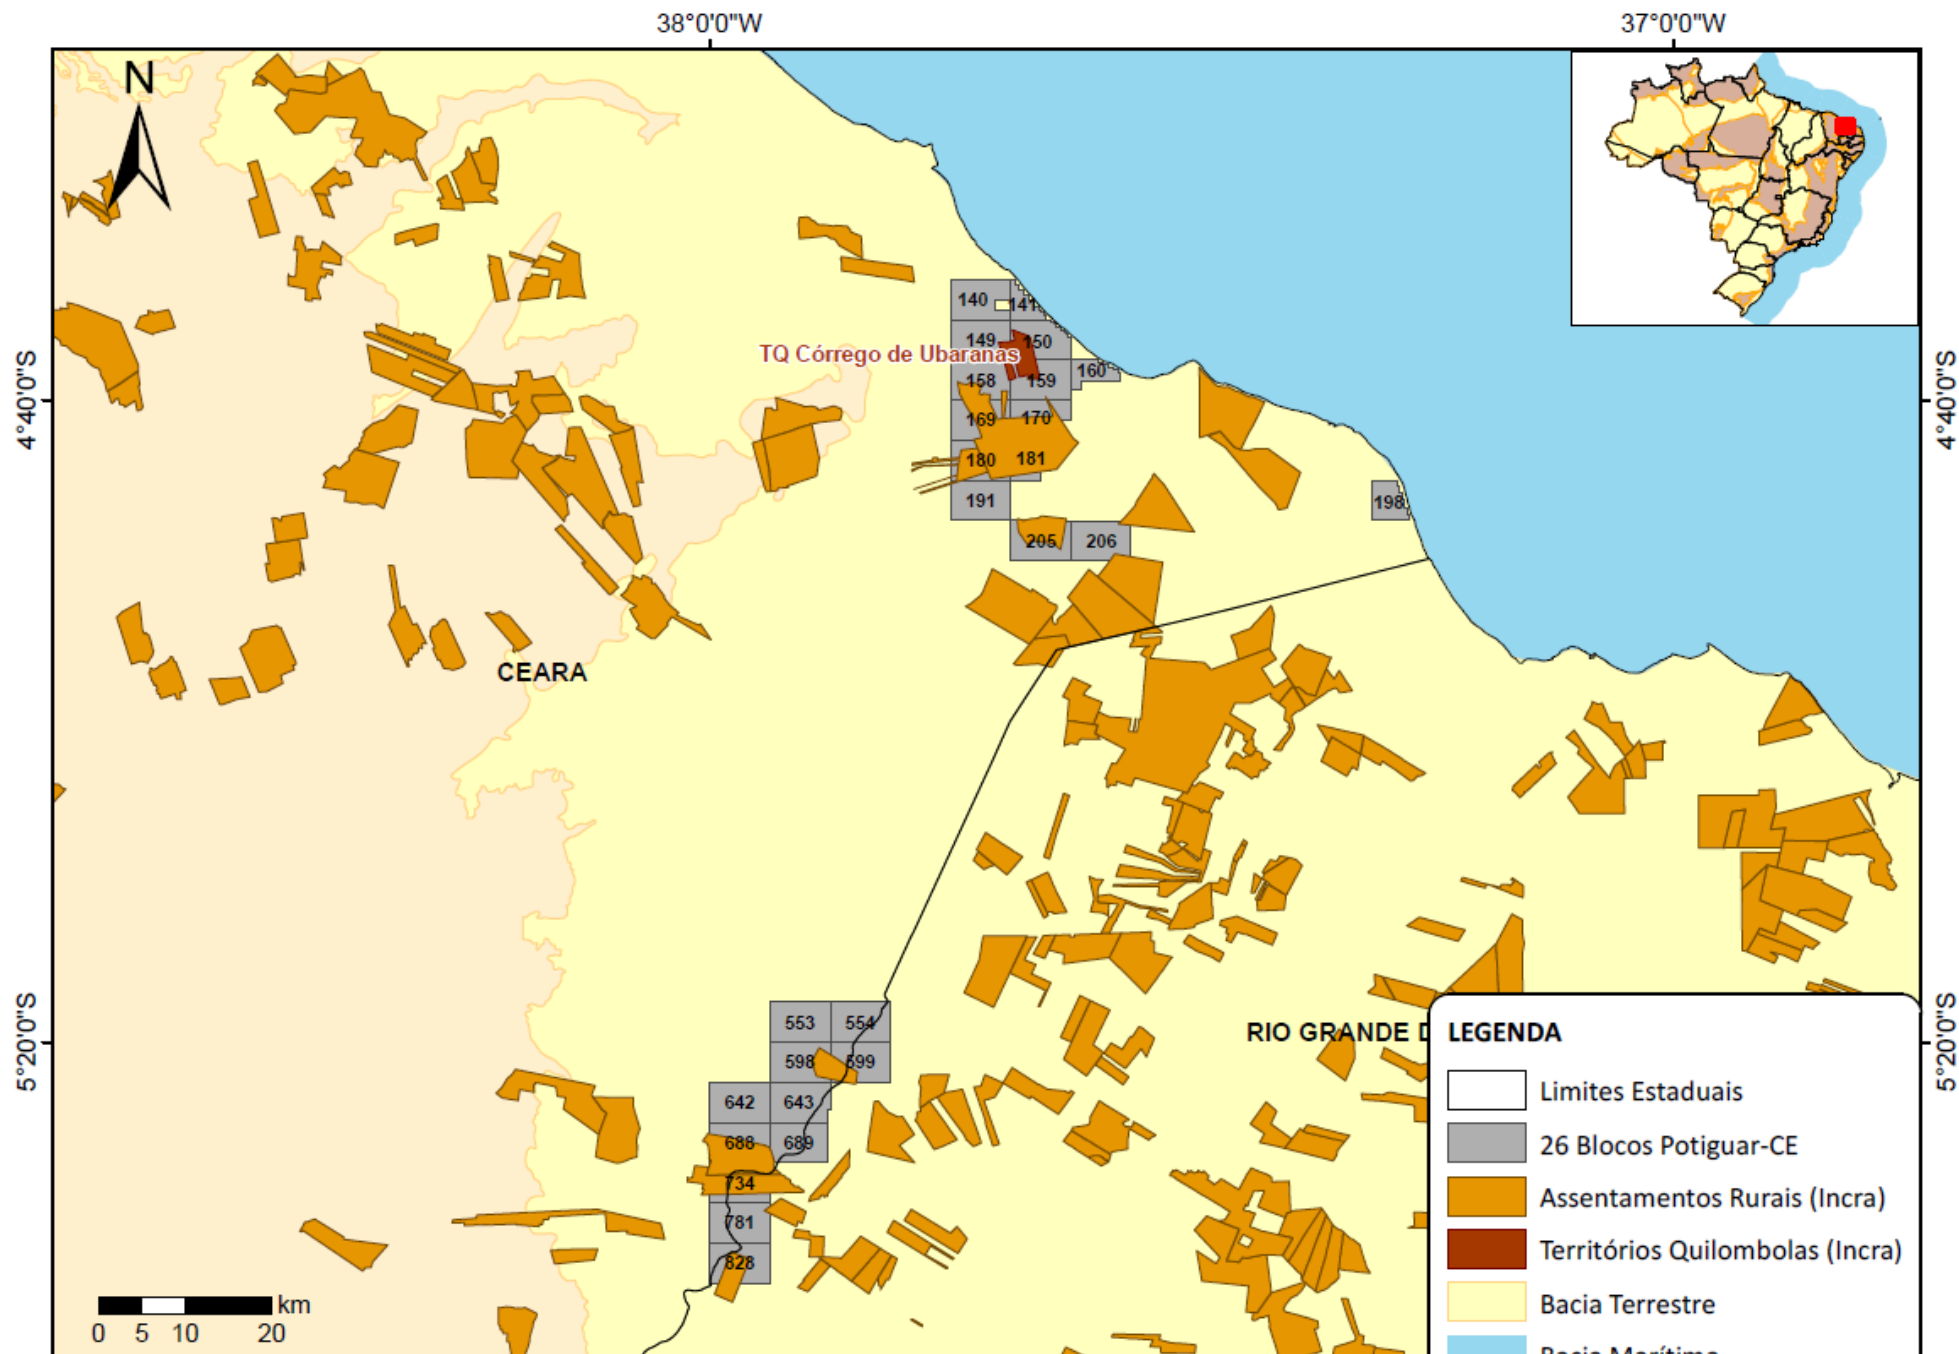 38°0'0"W
37°0'0"W
N
140
141
149
150
TQ Córrego de Ubaranas
158
159
160
4°40'0"S
4°40'0"S
169
170
180
181
191
198
205
206
CEARA
553
554
RIO GRANDE D
5°20'0"S
5°20'0"S
598
599
642
643
688
689
734
781
828
LEGENDA
Limites Estaduais
26 Blocos Potiguar-CE
Assentamentos Rurais (Incra)
Territórios Quilombolas (Incra)
Bacia Terrestre
Bacia Marítima
km
0 5 10 20